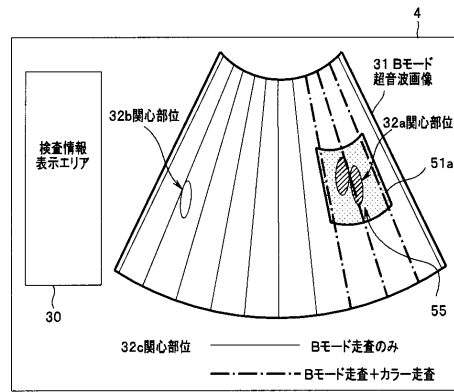 4
31 Bモード
超音波画像
32b関心部位
32a関心部位
51a
検査情報
表示エリア
30
55
32c関心部位
Bモード走査のみ
Bモード走査+カラー走査